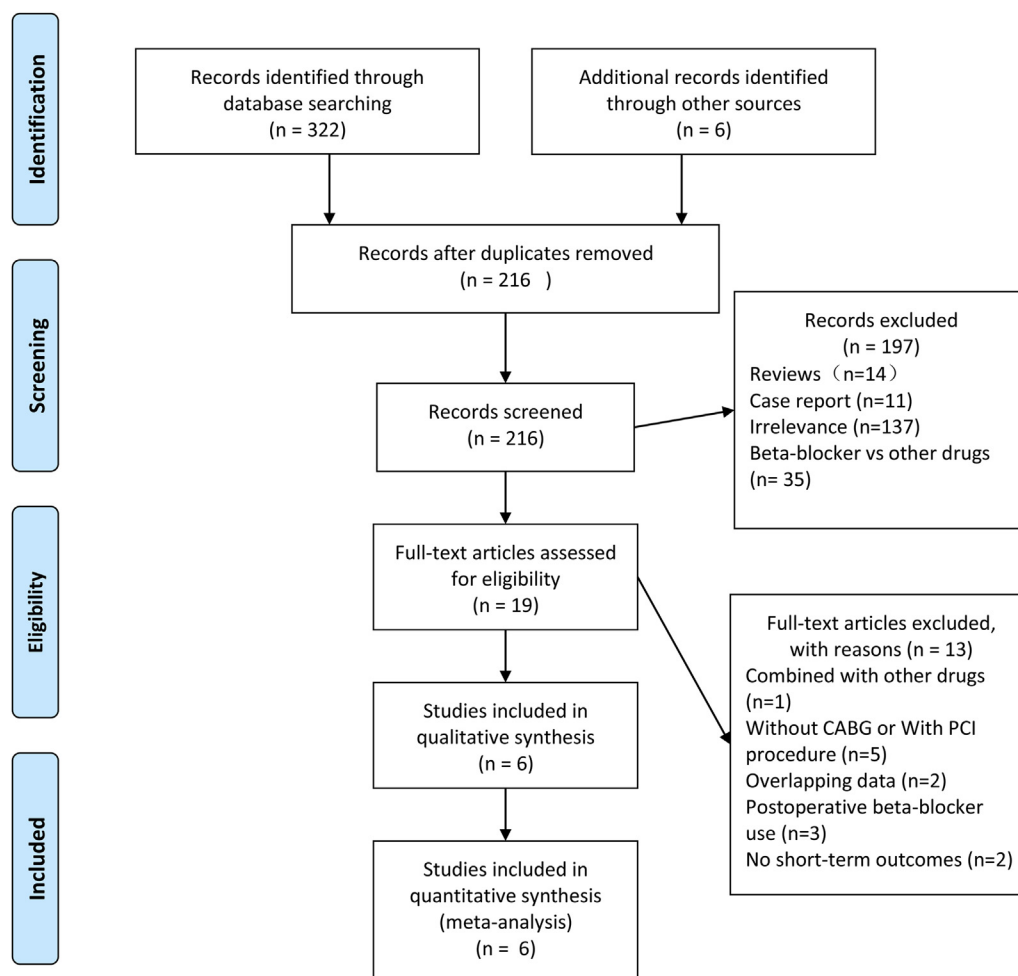 Identification
Records identified through
database searching
(n = 322)
Additional records identified
through other sources
(n = 6)
Records after duplicates removed
(n = 216   )
Screening
Records screened
(n = 216)
Records excluded
(n = 197)
Reviews（n=14）
Case report (n=11)
Irrelevance (n=137)
Beta-blocker vs other drugs
(n= 35)
Eligibility
Full-text articles assessed
for eligibility
(n = 19)
Full-text articles excluded,
with reasons (n = 13)
Combined with other drugs
(n=1)
Without CABG or With PCI
procedure (n=5)
Overlapping data (n=2)
Postoperative beta-blocker
use (n=3)
No short-term outcomes (n=2)
Studies included in
qualitative synthesis
(n = 6)
Included
Studies included in
quantitative synthesis
(meta-analysis)
(n =  6)